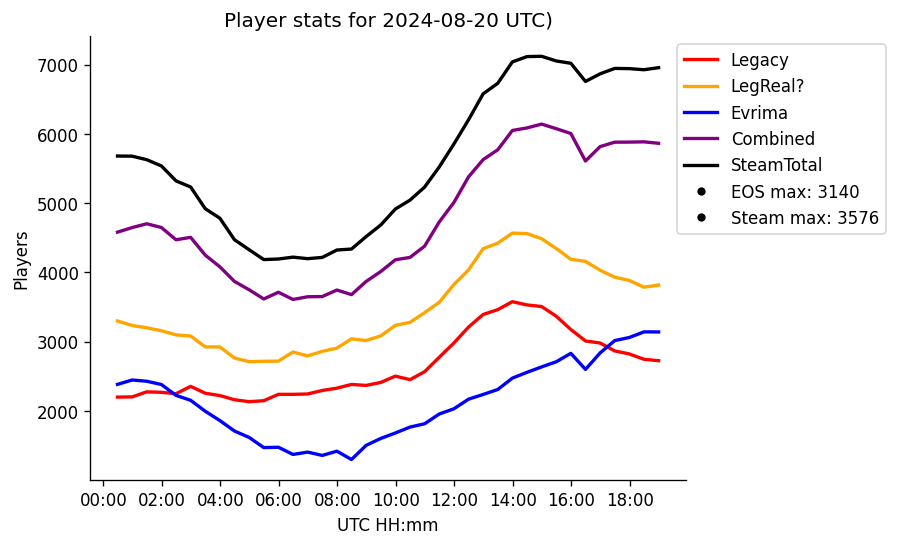 Player stats for 2024-08-20 UTC)
7000
6000
5000
4000
3000
2000
Players
00:00
02:00
04:00
06:00
08:00
10:00
12:00
14:00
16:00
18:00
UTC HH:mm
Legacy
LegReal?
Evrima
Combined
SteamTotal
EOS max: 3140
Steam max: 3576